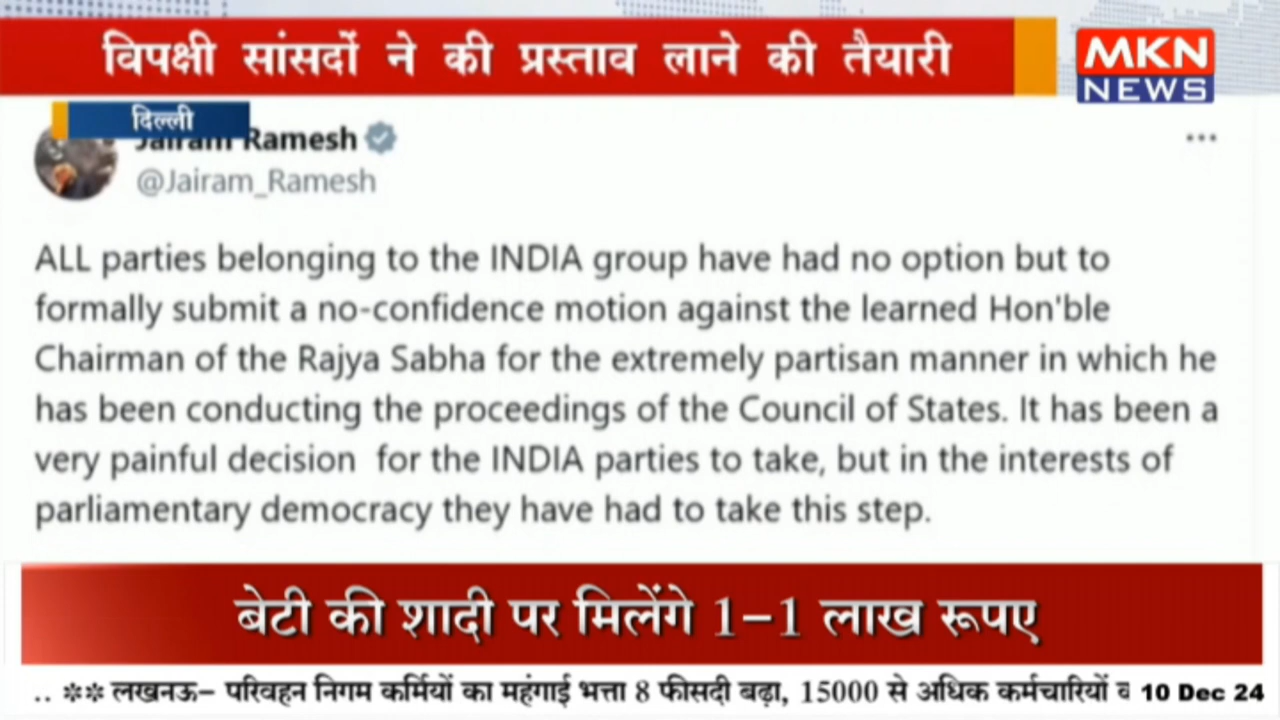 विपक्षी सांसदों ने की प्रस्ताव लाने की तैयारी
MKN
NEWS
दिल्ली
Jairam Ramesh
@Jairam_Ramesh
ALL parties belonging to the INDIA group have had no option but to
formally submit a no-confidence motion against the learned Hon'ble
Chairman of the Rajya Sabha for the extremely partisan manner in which he
has been conducting the proceedings of the Council of States. It has been a
very painful decision for the INDIA parties to take, but in the interests of
parliamentary democracy they have had to take this step.
बेटी की शादी पर मिलेंगे 1-1 लाख रूपए
.. ** लखनऊ- परिवहन निगम कर्मियों का महंगाई भत्ता 8 फीसदी बढ़ा, 15000 से अधिक कर्मचारियों
10 Dec 24